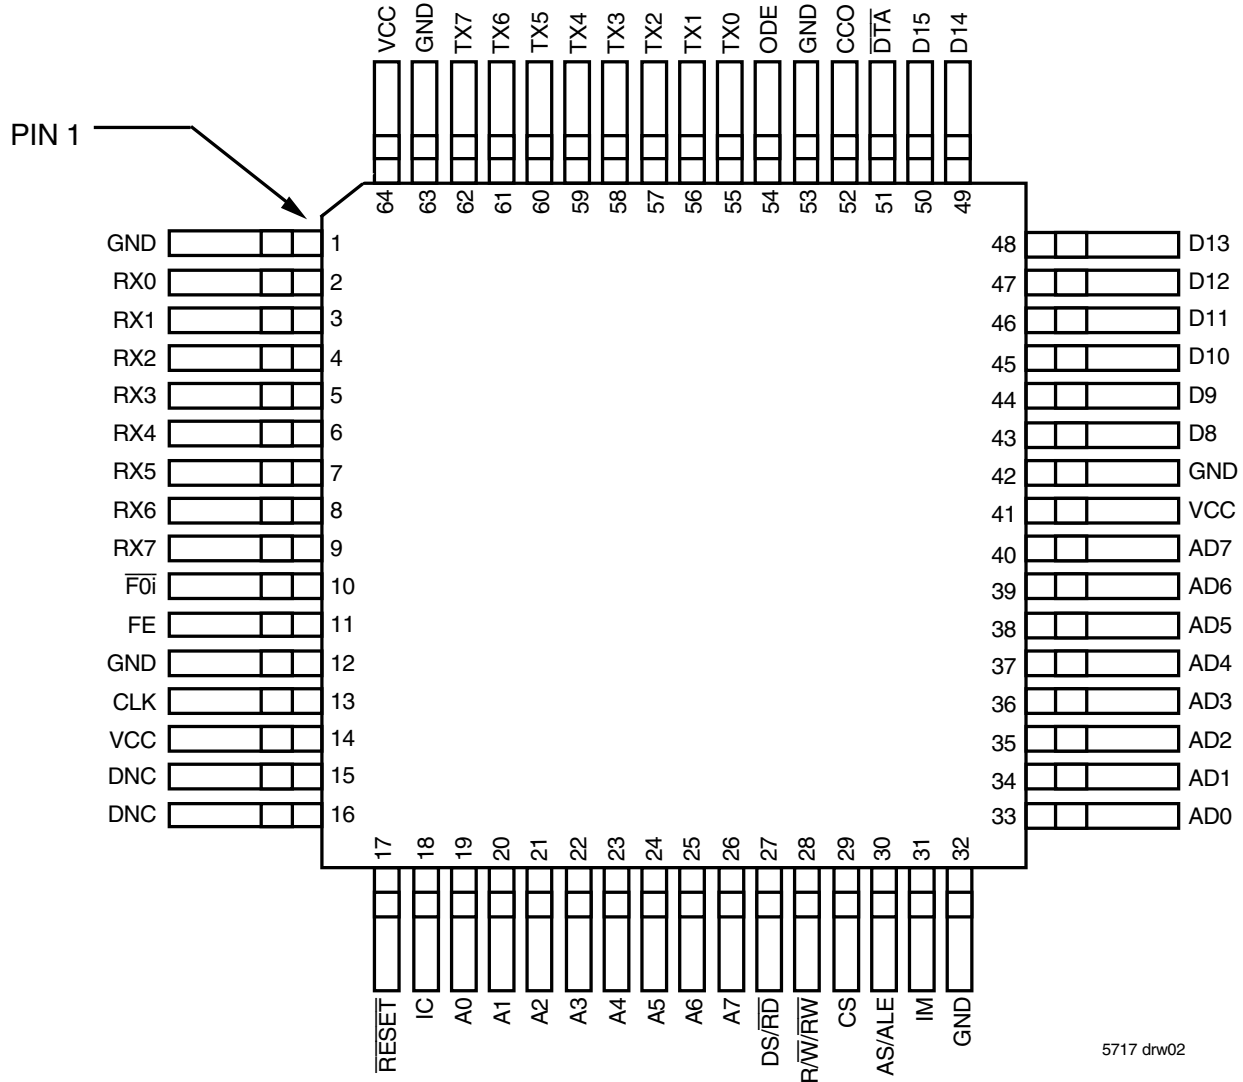 VCC GND TX7 TX6 TX5 TX4 TX3 TX2 TX1 TX0 ODE GND CCO D̅T̅A̅ D15 D14
PIN 1
64 63 62 61 60 59 58 57 56 55 54 53 52 51 50 49
GND 1 48 D13
RX0 2 47 D12
RX1 3 46 D11
RX2 4 45 D10
RX3 5 44 D9
RX4 6 43 D8
RX5 7 42 GND
RX6 8 41 VCC
RX7 9 40 AD7
F̅0̅i̅ 10 39 AD6
FE 11 38 AD5
GND 12 37 AD4
CLK 13 36 AD3
VCC 14 35 AD2
DNC 15 34 AD1
DNC 16 33 AD0
17 18 19 20 21 22 23 24 25 26 27 28 29 30 31 32
R̅E̅S̅E̅T̅ IC A0 A1 A2 A3 A4 A5 A6 A7 DS/R̅D̅ R/W̅/R̅W̅ CS AS/ALE IM GND
5717 drw02